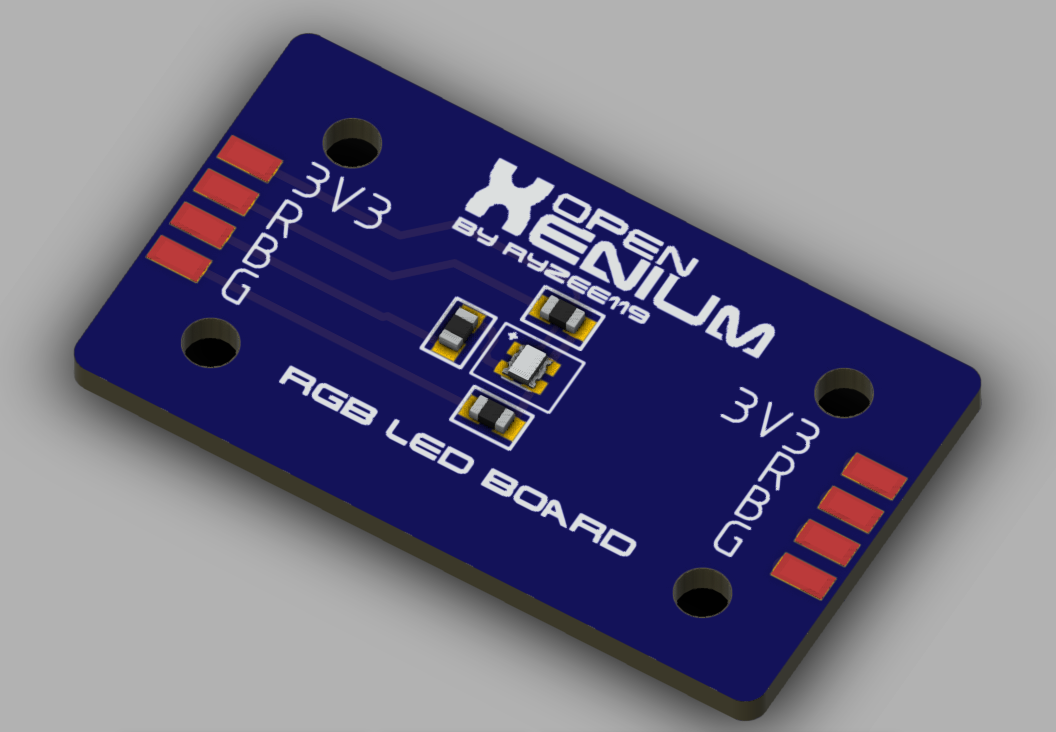 3V3
R
B
G
OPEN
XENIUM
BY RYZEE119
RGB LED BOARD
3V3
R
B
G